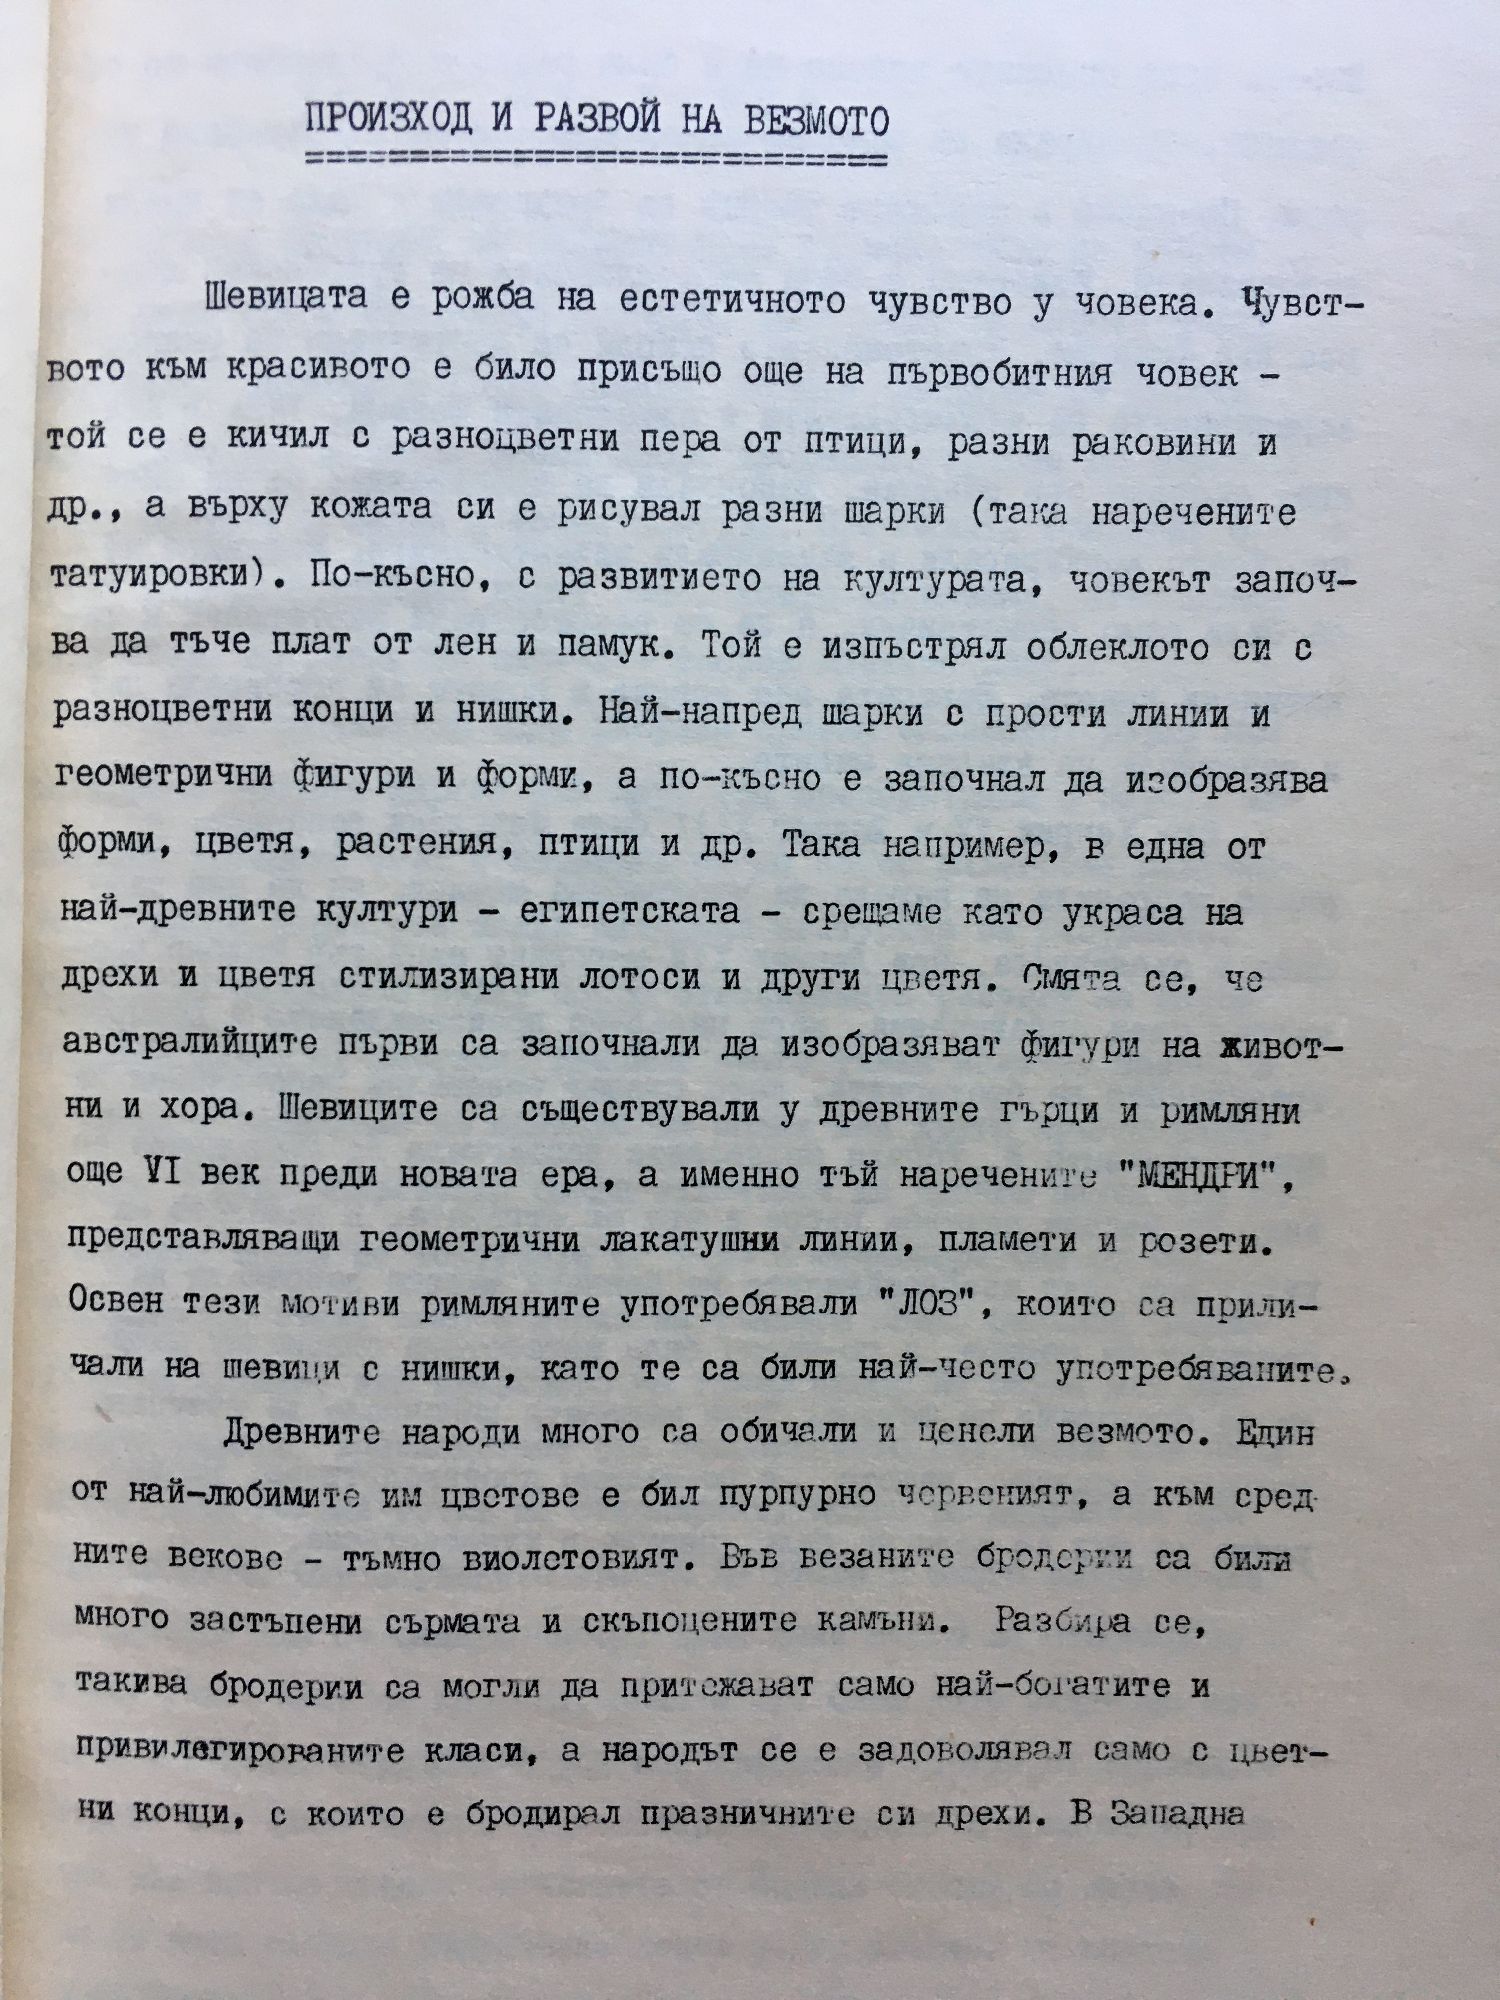 ПРОИЗХОД И РАЗВОЙ НА ВЕЗМОТО
============================
Шевицата е рожба на естетичното чувство у човека. Чувст-
вото към красивото е било присъщо още на първобитния човек -
той се е кичил с разноцветни пера от птици, разни раковини и
др., а върху кожата си е рисувал разни шарки (така наречените
татуировки). По-късно, с развитието на културата, човекът започ-
ва да тъче плат от лен и памук. Той е изпъстрял облеклото си с
разноцветни конци и нишки. Най-напред шарки с прости линии и
геометрични фигури и форми, а по-късно е започнал да изобразява
форми, цветя, растения, птици и др. Така например, в една от
най-древните култури - египетската - срещаме като украса на
дрехи и цветя стилизирани лотоси и други цветя. Смята се, че
австралийците първи са започнали да изобразяват фигури на живот-
ни и хора. Шевиците са съществували у древните гърци и римляни
още VI век преди новата ера, а именно тъй наречените "МЕНДРИ",
представляващи геометрични лакатушни линии, пламети и розети.
Освен тези мотиви римляните употребявали "ЛОЗ", които са прили-
чали на шевици с нишки, като те са били най-често употребяваните.
Древните народи много са обичали и ценели везмото. Един
от най-любимите им цветове е бил пурпурно червеният, а към сред-
ните векове - тъмно виолетовият. Във везаните бродерии са били
много застъпени сърмата и скъпоцените камъни. Разбира се,
такива бродерии са могли да притежават само най-богатите и
привилегированите класи, а народът се е задоволявал само с цвет-
ни конци, с които е бродирал празничните си дрехи. В Западна